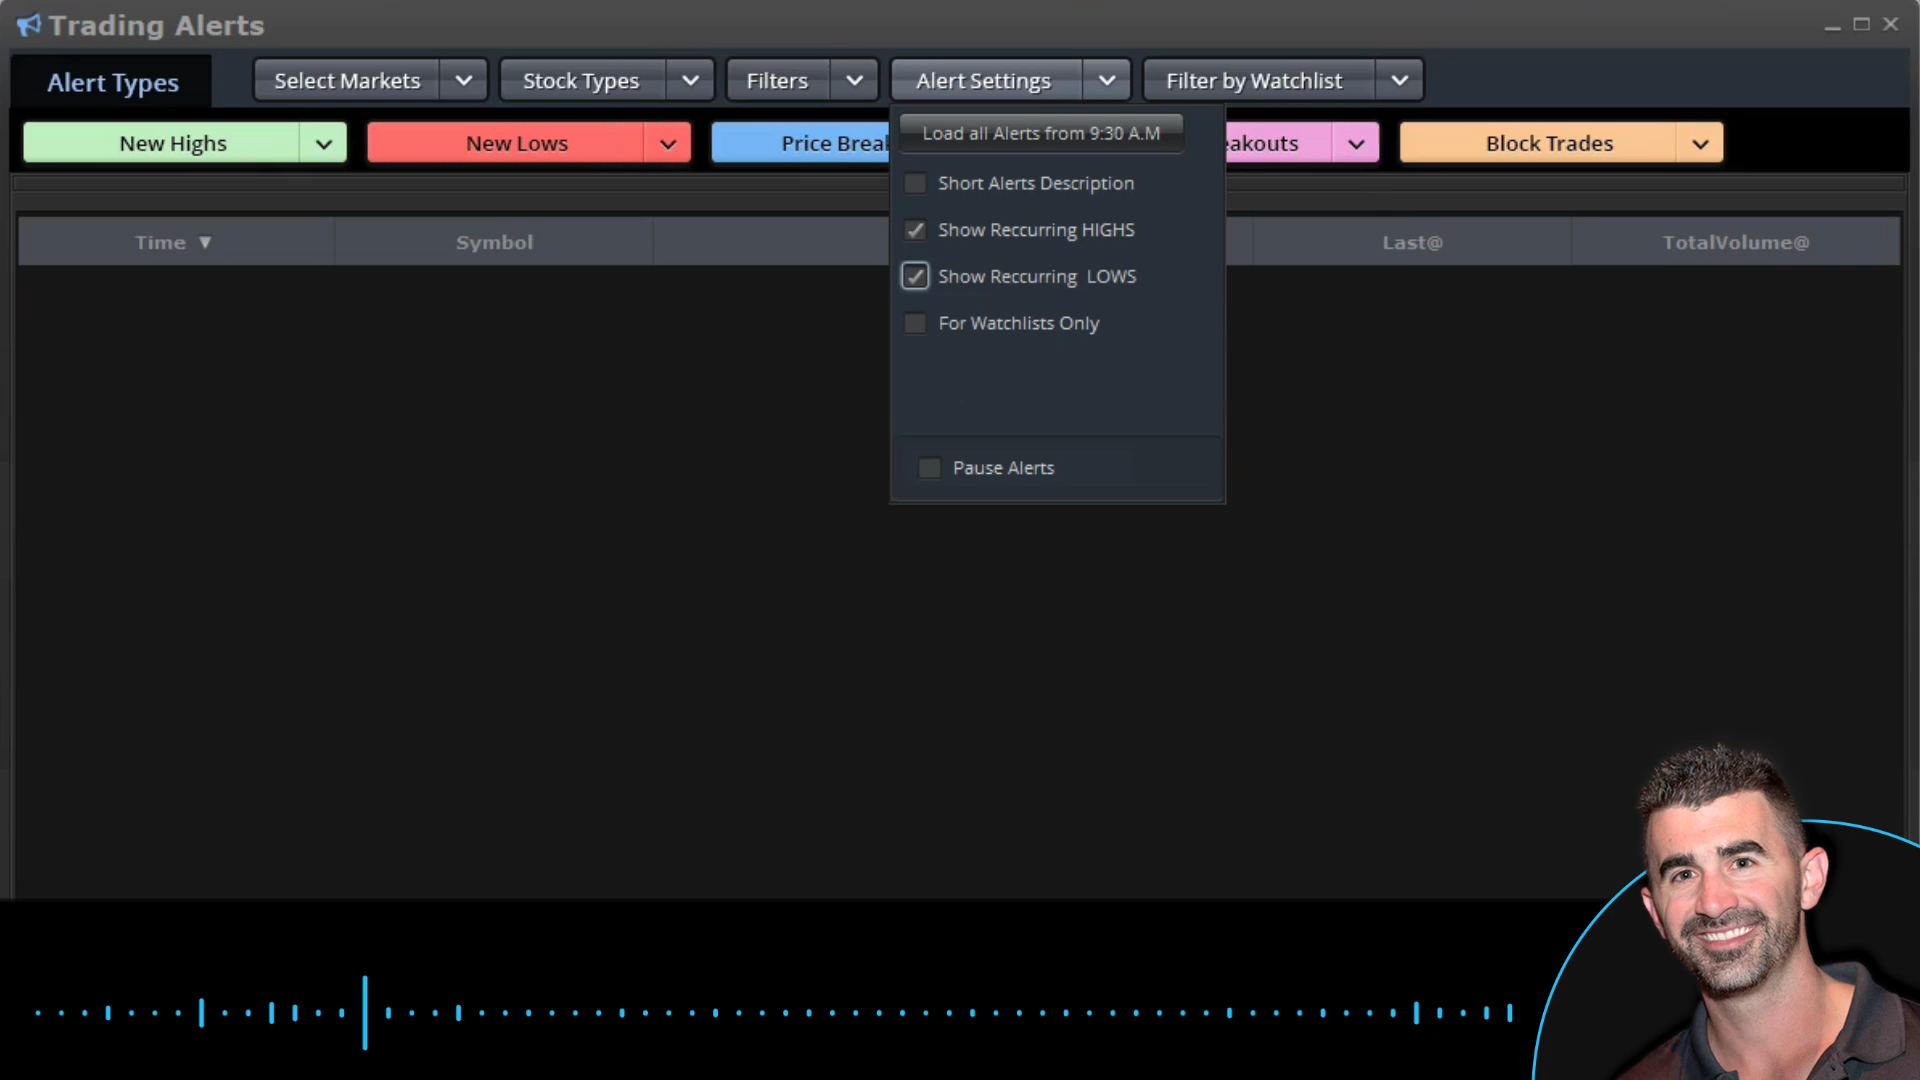 Trading Alerts
Alert Types
Select Markets
Stock Types
Filters
Alert Settings
Filter by Watchlist
New Highs
New Lows
Price Break
Load all Alerts from 9:30 A.M
eakouts
Block Trades
Short Alerts Description
Show Reccurring HIGHS
Show Reccurring LOWS
For Watchlists Only
Pause Alerts
Time ▼
Symbol
Last@
TotalVolume@